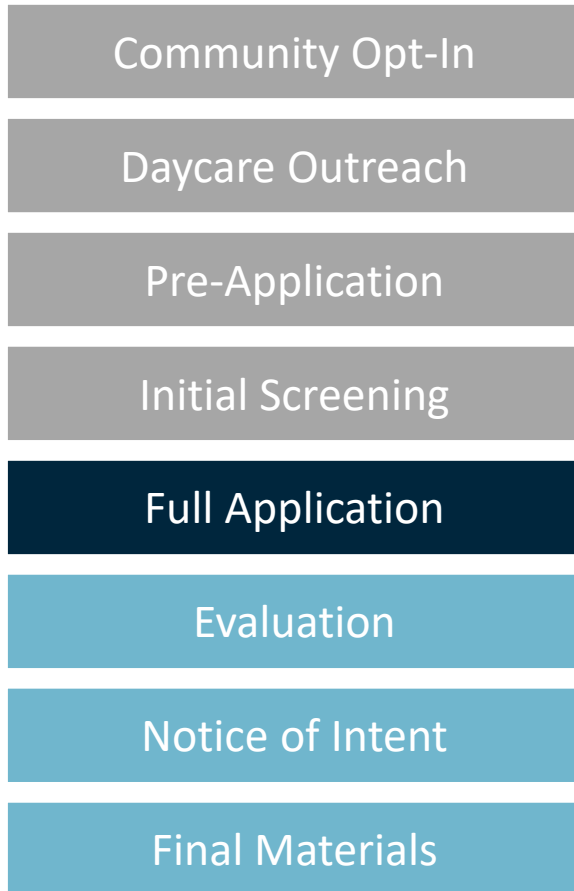 Community Opt-In
Daycare Outreach
Pre-Application
Initial Screening
Full Application
Evaluation
Notice of Intent
Final Materials